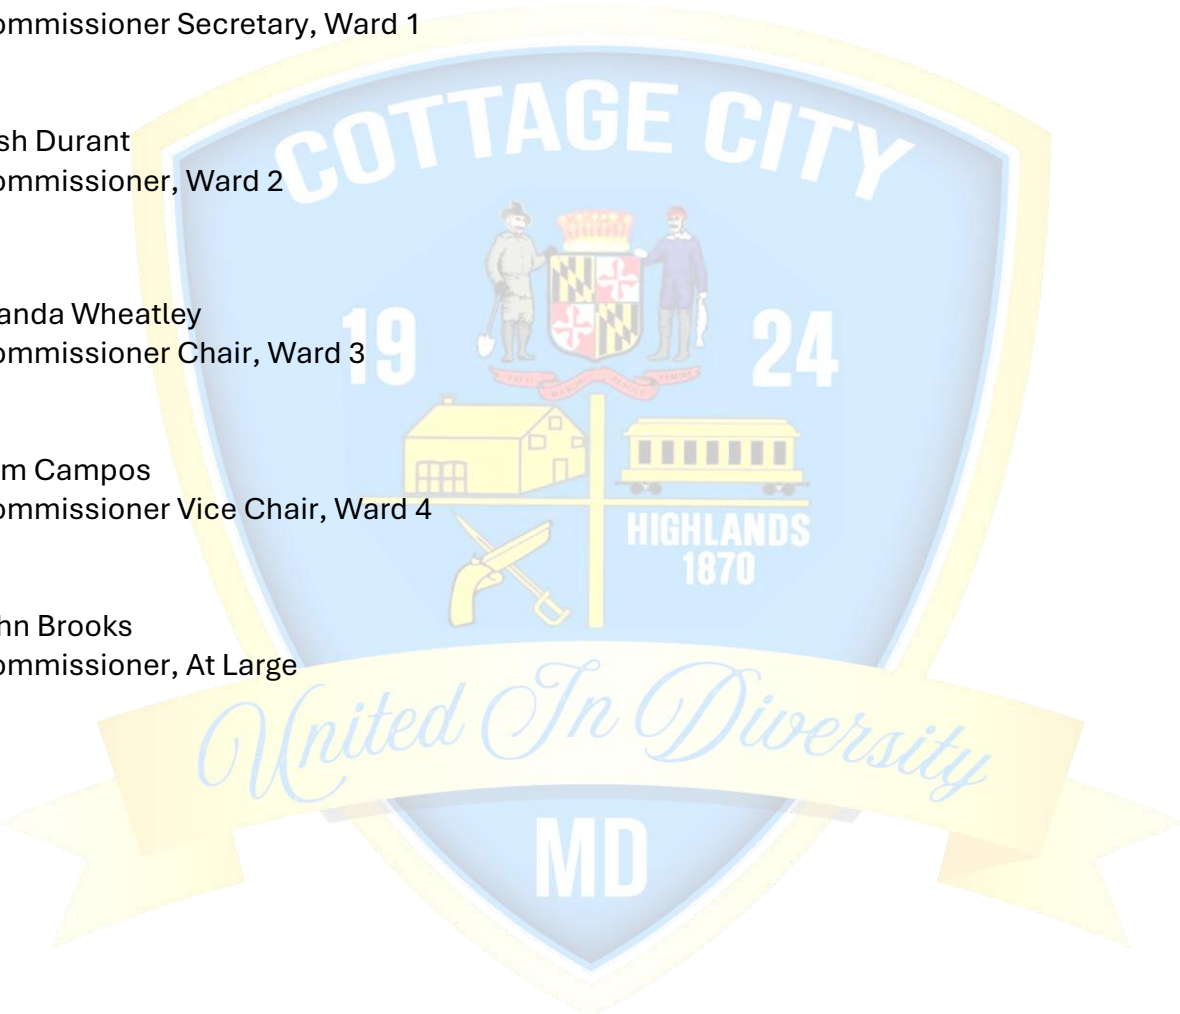 ommissioner Secretary, Ward 1
sh Durant
ommissioner, Ward 2
anda Wheatley
ommissioner Chair, Ward 3
m Campos
ommissioner Vice Chair, Ward 4
hn Brooks
ommissioner, At Large
COTTAGE CITY
19 24
HIGHLANDS
1870
United In Diversity
MD